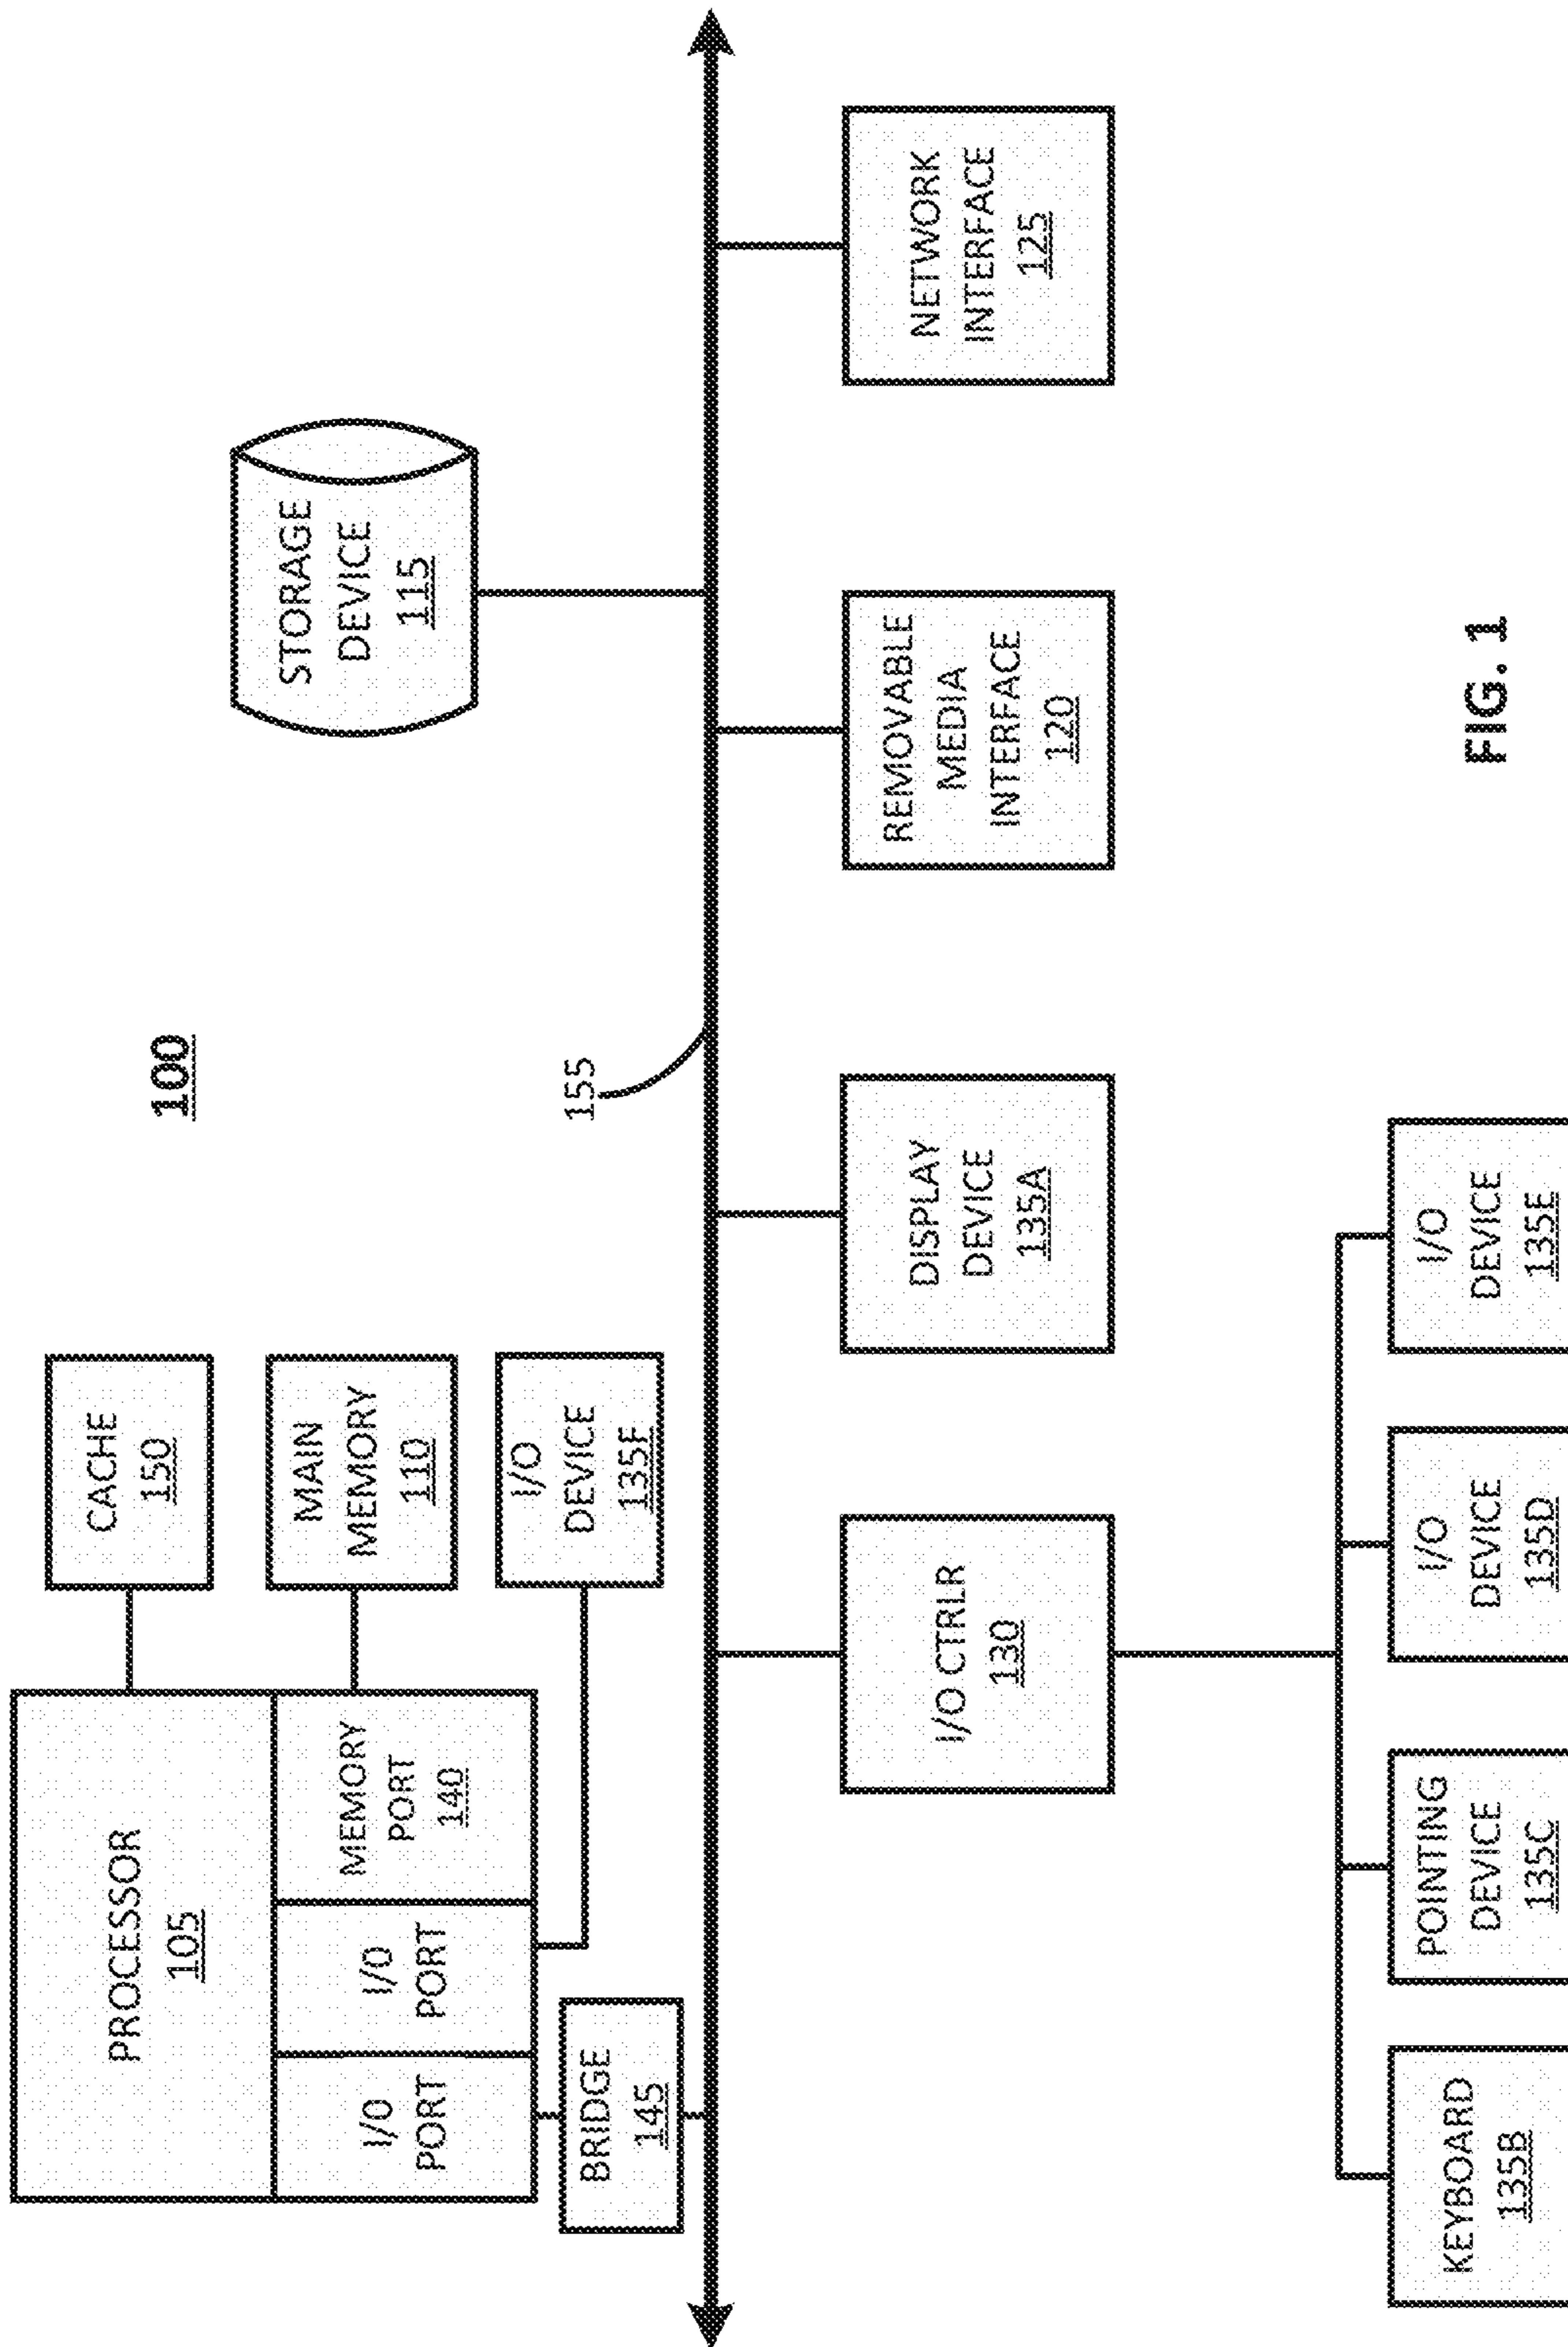 100
PROCESSOR
105
I/O
PORT
I/O
PORT
MEMORY
PORT
140
CACHE
150
MAIN
MEMORY
110
I/O
DEVICE
135F
BRIDGE
145
STORAGE
DEVICE
115
155
I/O CTRLR
130
DISPLAY
DEVICE
135A
REMOVABLE
MEDIA
INTERFACE
120
NETWORK
INTERFACE
125
KEYBOARD
135B
POINTING
DEVICE
135C
I/O
DEVICE
135D
I/O
DEVICE
135E
FIG. 1